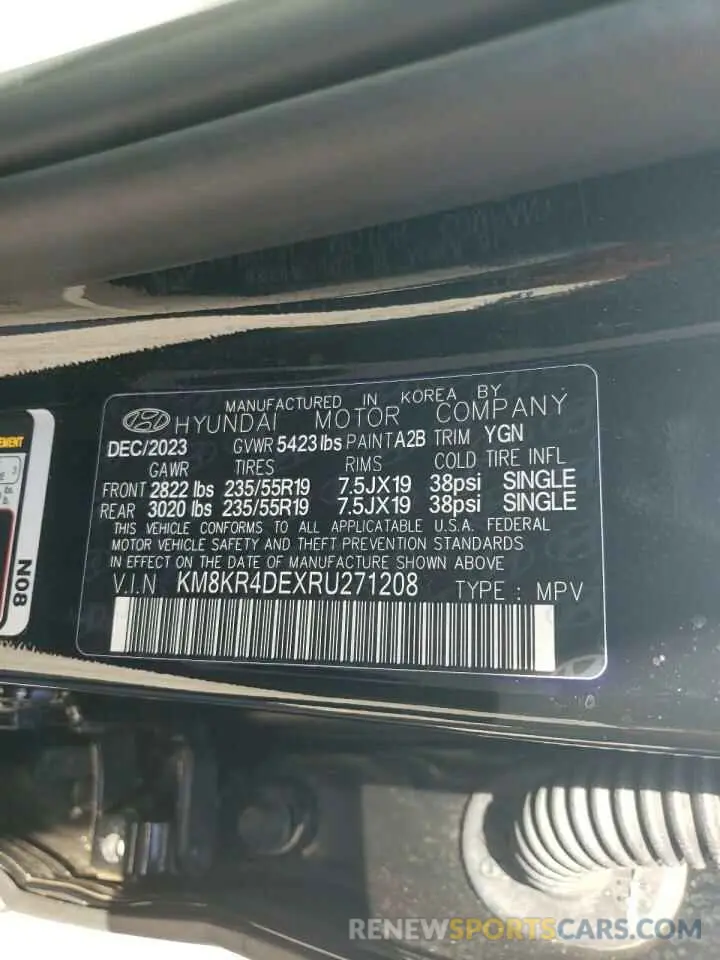 MANUFACTURED IN KOREA BY
HYUNDAI MOTOR COMPANY
DEC/2023 GVWR 5423 lbs PAINT A2B TRIM YGN
GAWR TIRES RIMS COLD TIRE INFL
FRONT 2822 lbs 235/55R19 7.5JX19 38psi SINGLE
REAR 3020 lbs 235/55R19 7.5JX19 38psi SINGLE
THIS VEHICLE CONFORMS TO ALL APPLICATABLE U.S.A. FEDERAL
MOTOR VEHICLE SAFETY AND THEFT PREVENTION STANDARDS
IN EFFECT ON THE DATE OF MANUFACTURE SHOWN ABOVE
V.I.N KM8KR4DEXRU271208 TYPE : MPV
N08
RENEWSPORTSCARS.COM